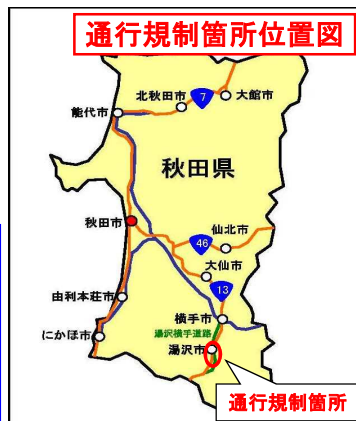 通行規制箇所位置図
北秋田市
7
大館市
能代市
秋田県
秋田市
46
仙北市
大仙市
13
由利本荘市
横手市
湯沢横手道路
にかほ市
湯沢市
通行規制箇所